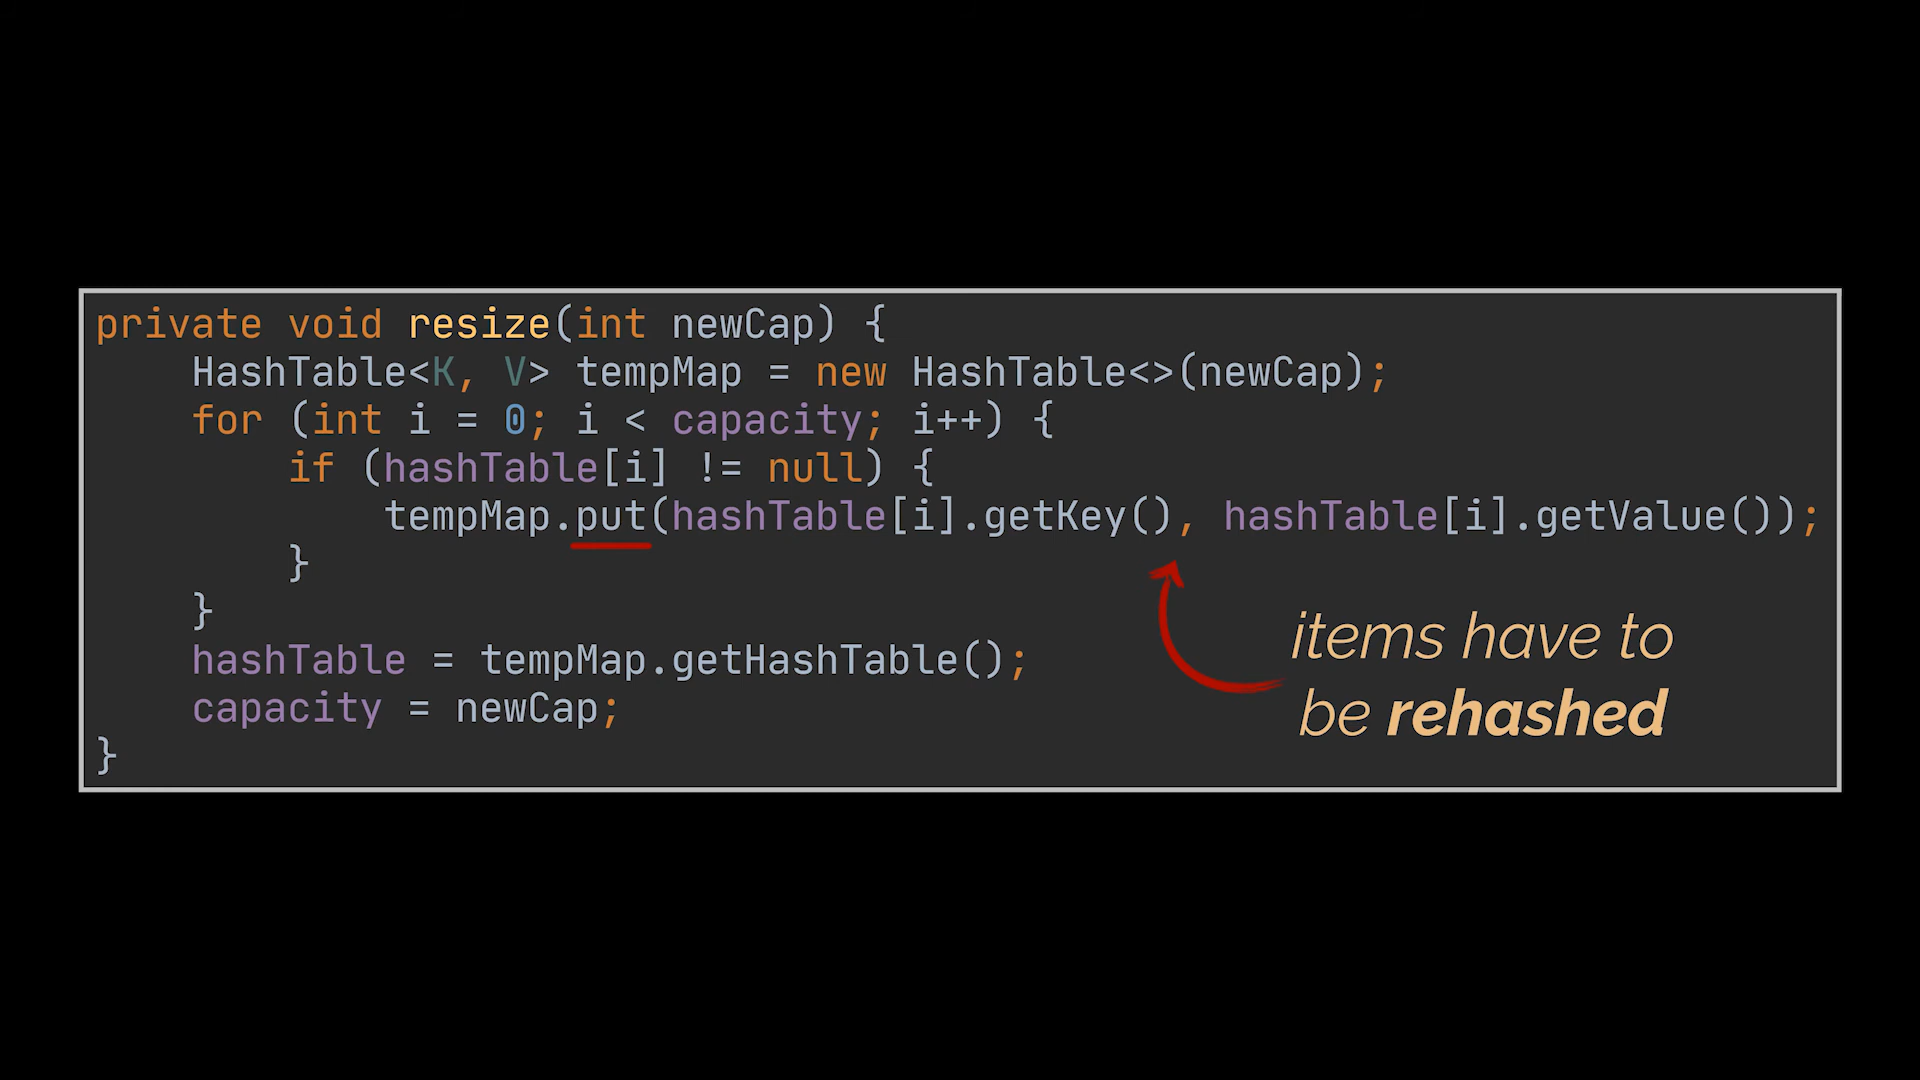 private void resize(int newCap) {
    HashTable<K, V> tempMap = new HashTable<>(newCap);
    for (int i = 0; i < capacity; i++) {
        if (hashTable[i] != null) {
            tempMap.put(hashTable[i].getKey(), hashTable[i].getValue());
        }
    }
    hashTable = tempMap.getHashTable();
    capacity = newCap;
}
items have to
be rehashed